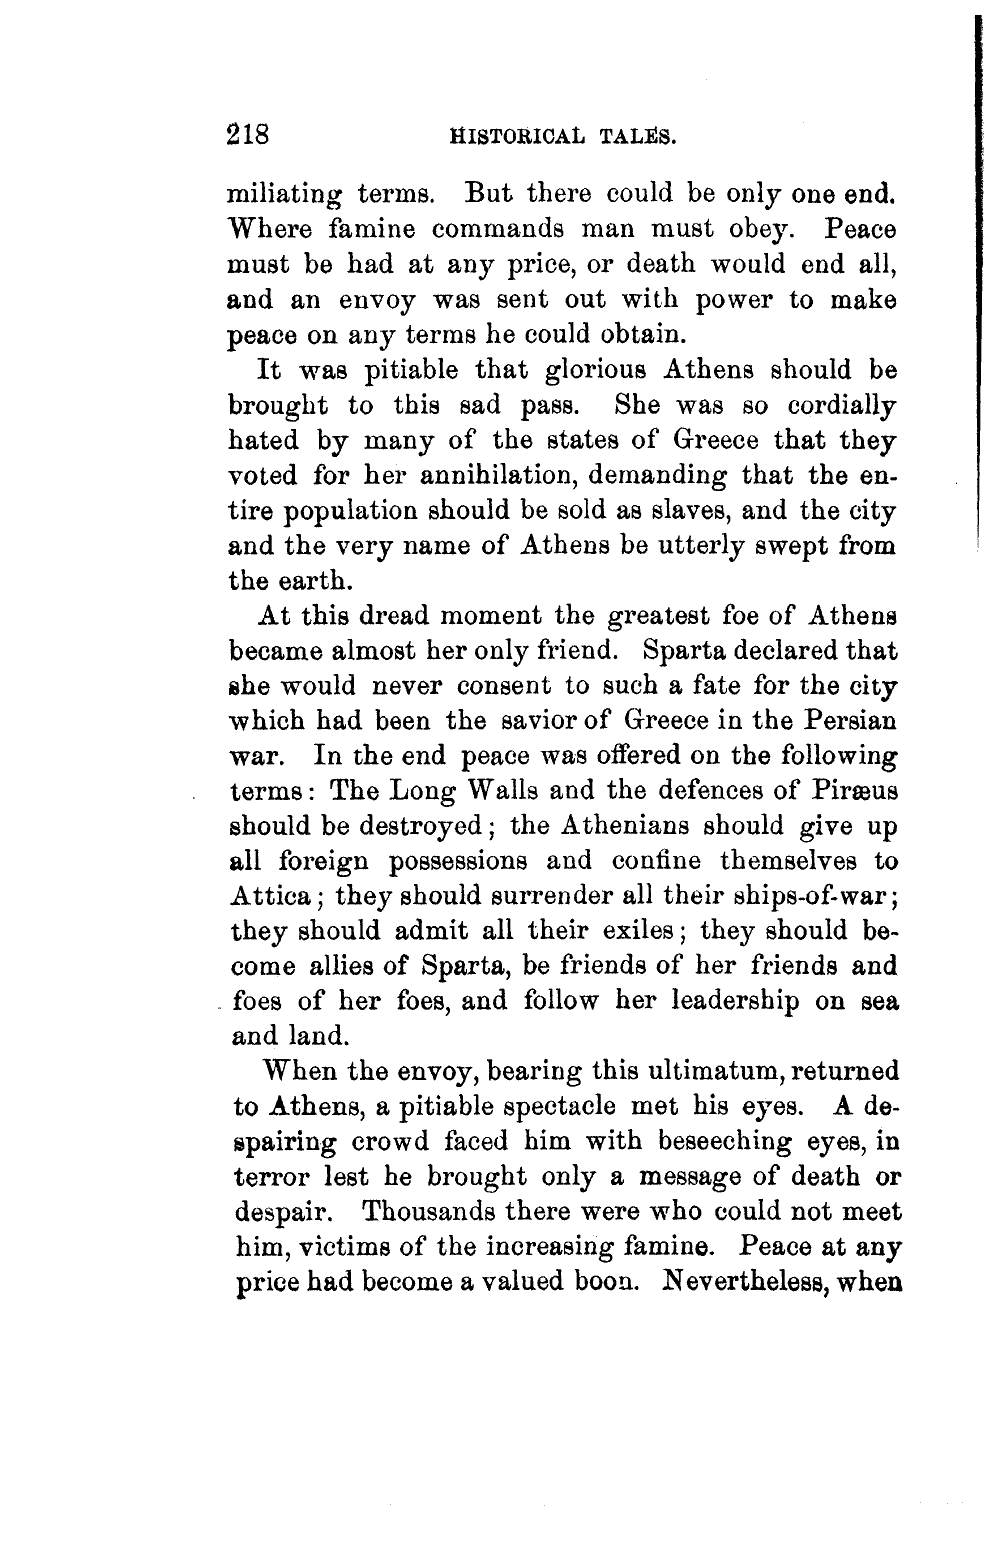 218 HISTORICAL TALES.
miliating terms. But there could be only one end.
Where famine commands man must obey. Peace
must be had at any price, or death would end all,
and an envoy was sent out with power to make
peace on any terms he could obtain.
It was pitiable that glorious Athens should be
brought to this sad pass. She was so cordially
hated by many of the states of Greece that they
voted for her annihilation, demanding that the en-
tire population should be sold as slaves, and the city
and the very name of Athens be utterly swept from
the earth.
At this dread moment the greatest foe of Athens
became almost her only friend. Sparta declared that
she would never consent to such a fate for the city
which had been the savior of Greece in the Persian
war. In the end peace was offered on the following
terms: The Long Walls and the defences of Piræus
should be destroyed; the Athenians should give up
all foreign possessions and confine themselves to
Attica; they should surrender all their ships-of-war;
they should admit all their exiles; they should be-
come allies of Sparta, be friends of her friends and
foes of her foes, and follow her leadership on sea
and land.
When the envoy, bearing this ultimatum, returned
to Athens, a pitiable spectacle met his eyes. A de-
spairing crowd faced him with beseeching eyes, in
terror lest he brought only a message of death or
despair. Thousands there were who could not meet
him, victims of the increasing famine. Peace at any
price had become a valued boon. Nevertheless, when